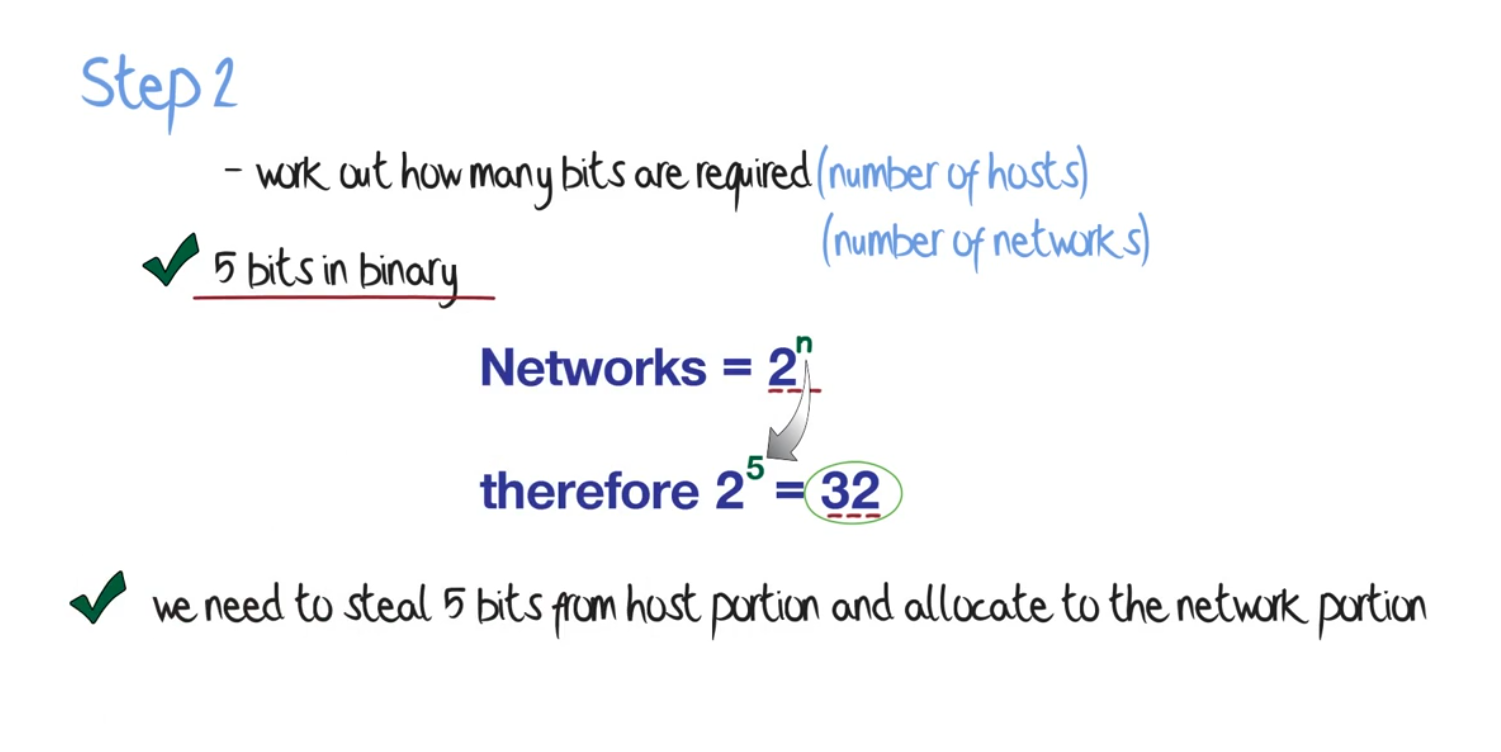 Step 2
- work out how many bits are required (number of hosts)
(number of networks)
5 bits in binary
Networks = 2ⁿ
therefore 2⁵ = 32
we need to steal 5 bits from host portion and allocate to the network portion